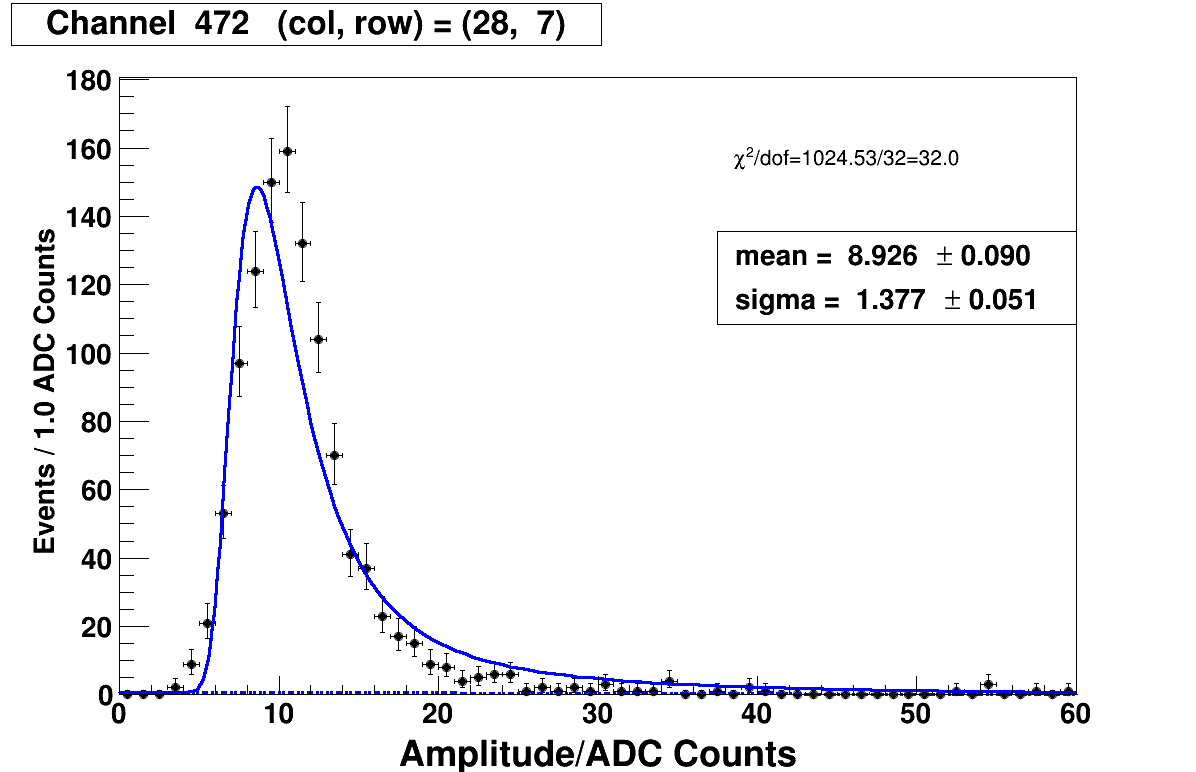 Channel 472 (col, row) = (28, 7)
180
160
140
120
100
80
60
40
20
0
Events / 1.0 ADC Counts
χ²/dof=1024.53/32=32.0
mean = 8.926 ± 0.090
sigma = 1.377 ± 0.051
0 10 20 30 40 50 60
Amplitude/ADC Counts